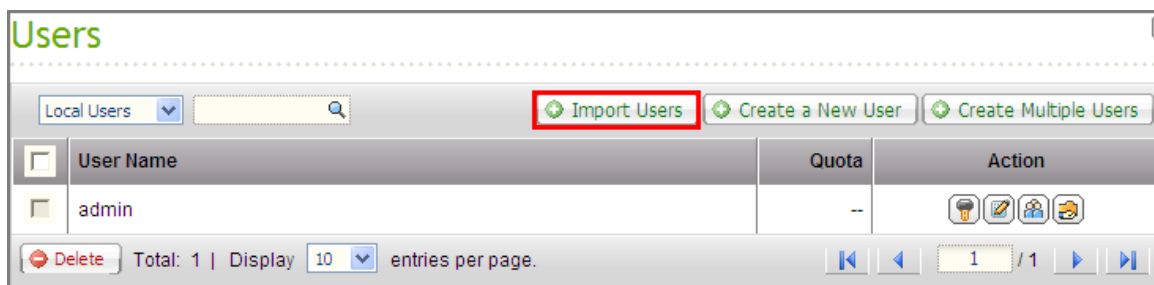 Users
Local Users Import Users Create a New User Create Multiple Users
User Name Quota Action
admin --
Delete Total: 1 | Display 10 entries per page. 1 / 1